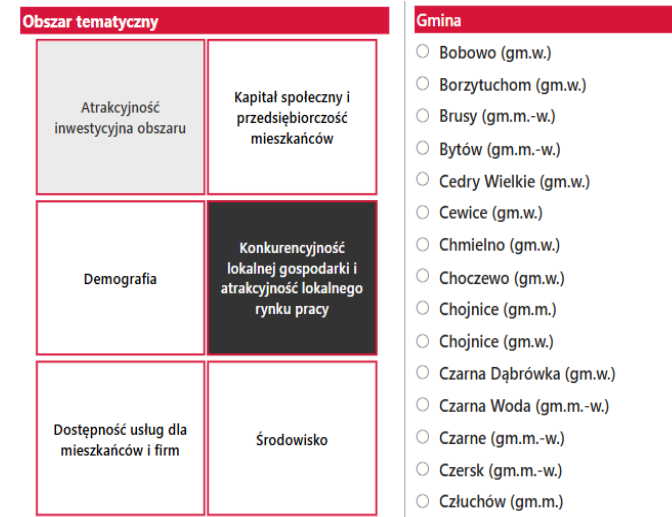 Obszar tematyczny
Atrakcyjność
inwestycyjna obszaru
Kapitał społeczny i
przedsiębiorczość
mieszkańców
Demografia
Konkurencyjność
lokalnej gospodarki i
atrakcyjność lokalnego
rynku pracy
Dostępność usług dla
mieszkańców i firm
Środowisko
Gmina
Bobowo (gm.w.)
Borzytuchom (gm.w.)
Brusy (gm.m.-w.)
Bytów (gm.m.-w.)
Cedry Wielkie (gm.w.)
Cewice (gm.w.)
Chmielno (gm.w.)
Choczewo (gm.w.)
Chojnice (gm.m.)
Chojnice (gm.w.)
Czarna Dąbrówka (gm.w.)
Czarna Woda (gm.m.-w.)
Czarne (gm.m.-w.)
Czersk (gm.m.-w.)
Człuchów (gm.m.)